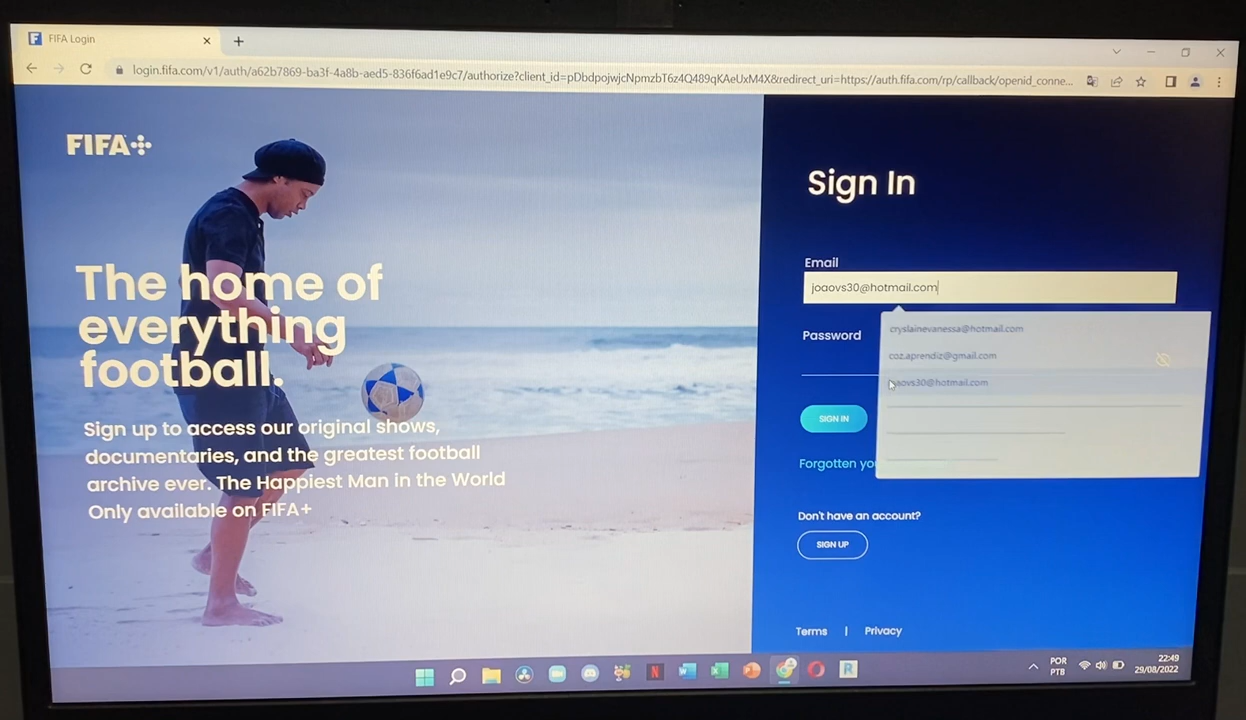 FIFA Login
login.fifa.com/v1/auth/a62b7869-ba3f-4a8b-aed5-836f6ad1e9c7/authorize?client_id=pDbdpojwjcNpmzbT6z4Q489qKAeUxM4X&redirect_uri=https://auth.fifa.com/rp/callback/openid_conne...
FIFA+
The home of
everything
football.
Sign up to access our original shows,
documentaries, and the greatest football
archive ever. The Happiest Man in the World
Only available on FIFA+
Sign In
Email
joaovs30@hotmail.com
cryslainevanessa@hotmail.com
coz.aprendiz@gmail.com
joaovs30@hotmail.com
Password
SIGN IN
Forgotten yo
Don't have an account?
SIGN UP
Terms | Privacy
POR
PTB
22:49
29/08/2022